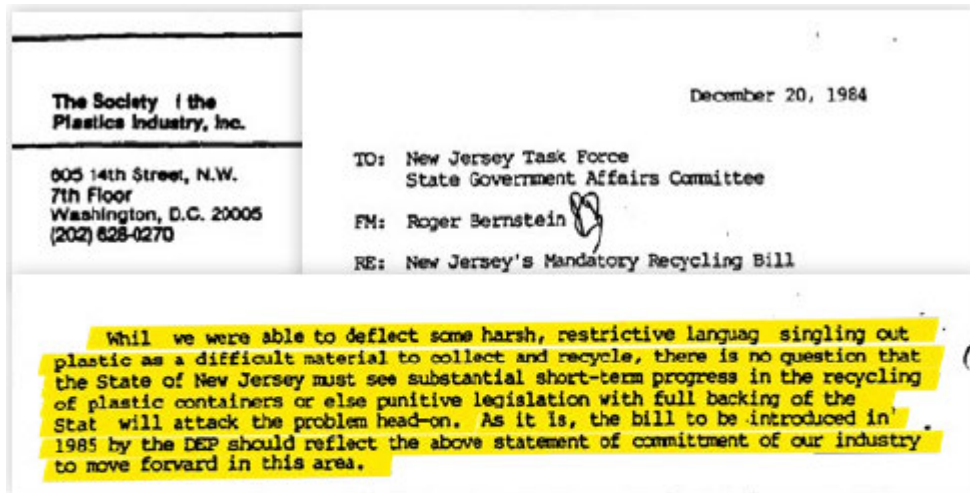 The Society f the
Plastics Industry, Inc.
605 14th Street, N.W.
7th Floor
Washington, D.C. 20005
(202) 628-0270
December 20, 1984
TO: New Jersey Task Force
State Government Affairs Committee
FM: Roger Bernstein
RE: New Jersey's Mandatory Recycling Bill
Whil we were able to deflect some harsh, restrictive languag singling out
plastic as a difficult material to collect and recycle, there is no question that
the State of New Jersey must see substantial short-term progress in the recycling
of plastic containers or else punitive legislation with full backing of the
Stat will attack the problem head-on. As it is, the bill to be introduced in
1985 by the DEP should reflect the above statement of committment of our industry
to move forward in this area.